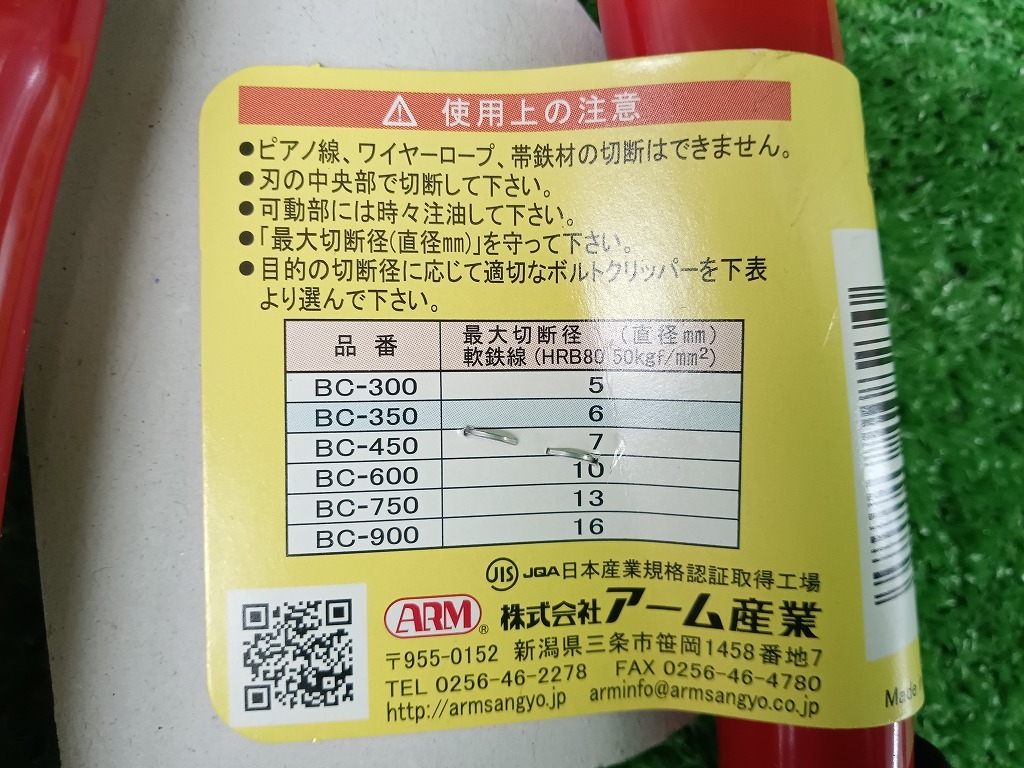 ⚠ 使用上の注意
●ピアノ線、ワイヤーロープ、帯鉄材の切断はできません。
●刃の中央部で切断して下さい。
●可動部には時々注油して下さい。
●「最大切断径(直径mm)」を守って下さい。
●目的の切断径に応じて適切なボルトクリッパーを下表
より選んで下さい。
品番 最大切断径 (直径mm)
軟鉄線 (HRB80 50kgf/mm²)
BC-300 5
BC-350 6
BC-450 7
BC-600 10
BC-750 13
BC-900 16
JIS JQA日本産業規格認証取得工場
ARM® 株式会社アーム産業
〒955-0152 新潟県三条市笹岡1458番地7
TEL 0256-46-2278 FAX 0256-46-4780
http://armsangyo.jp arminfo@armsangyo.co.jp
Made